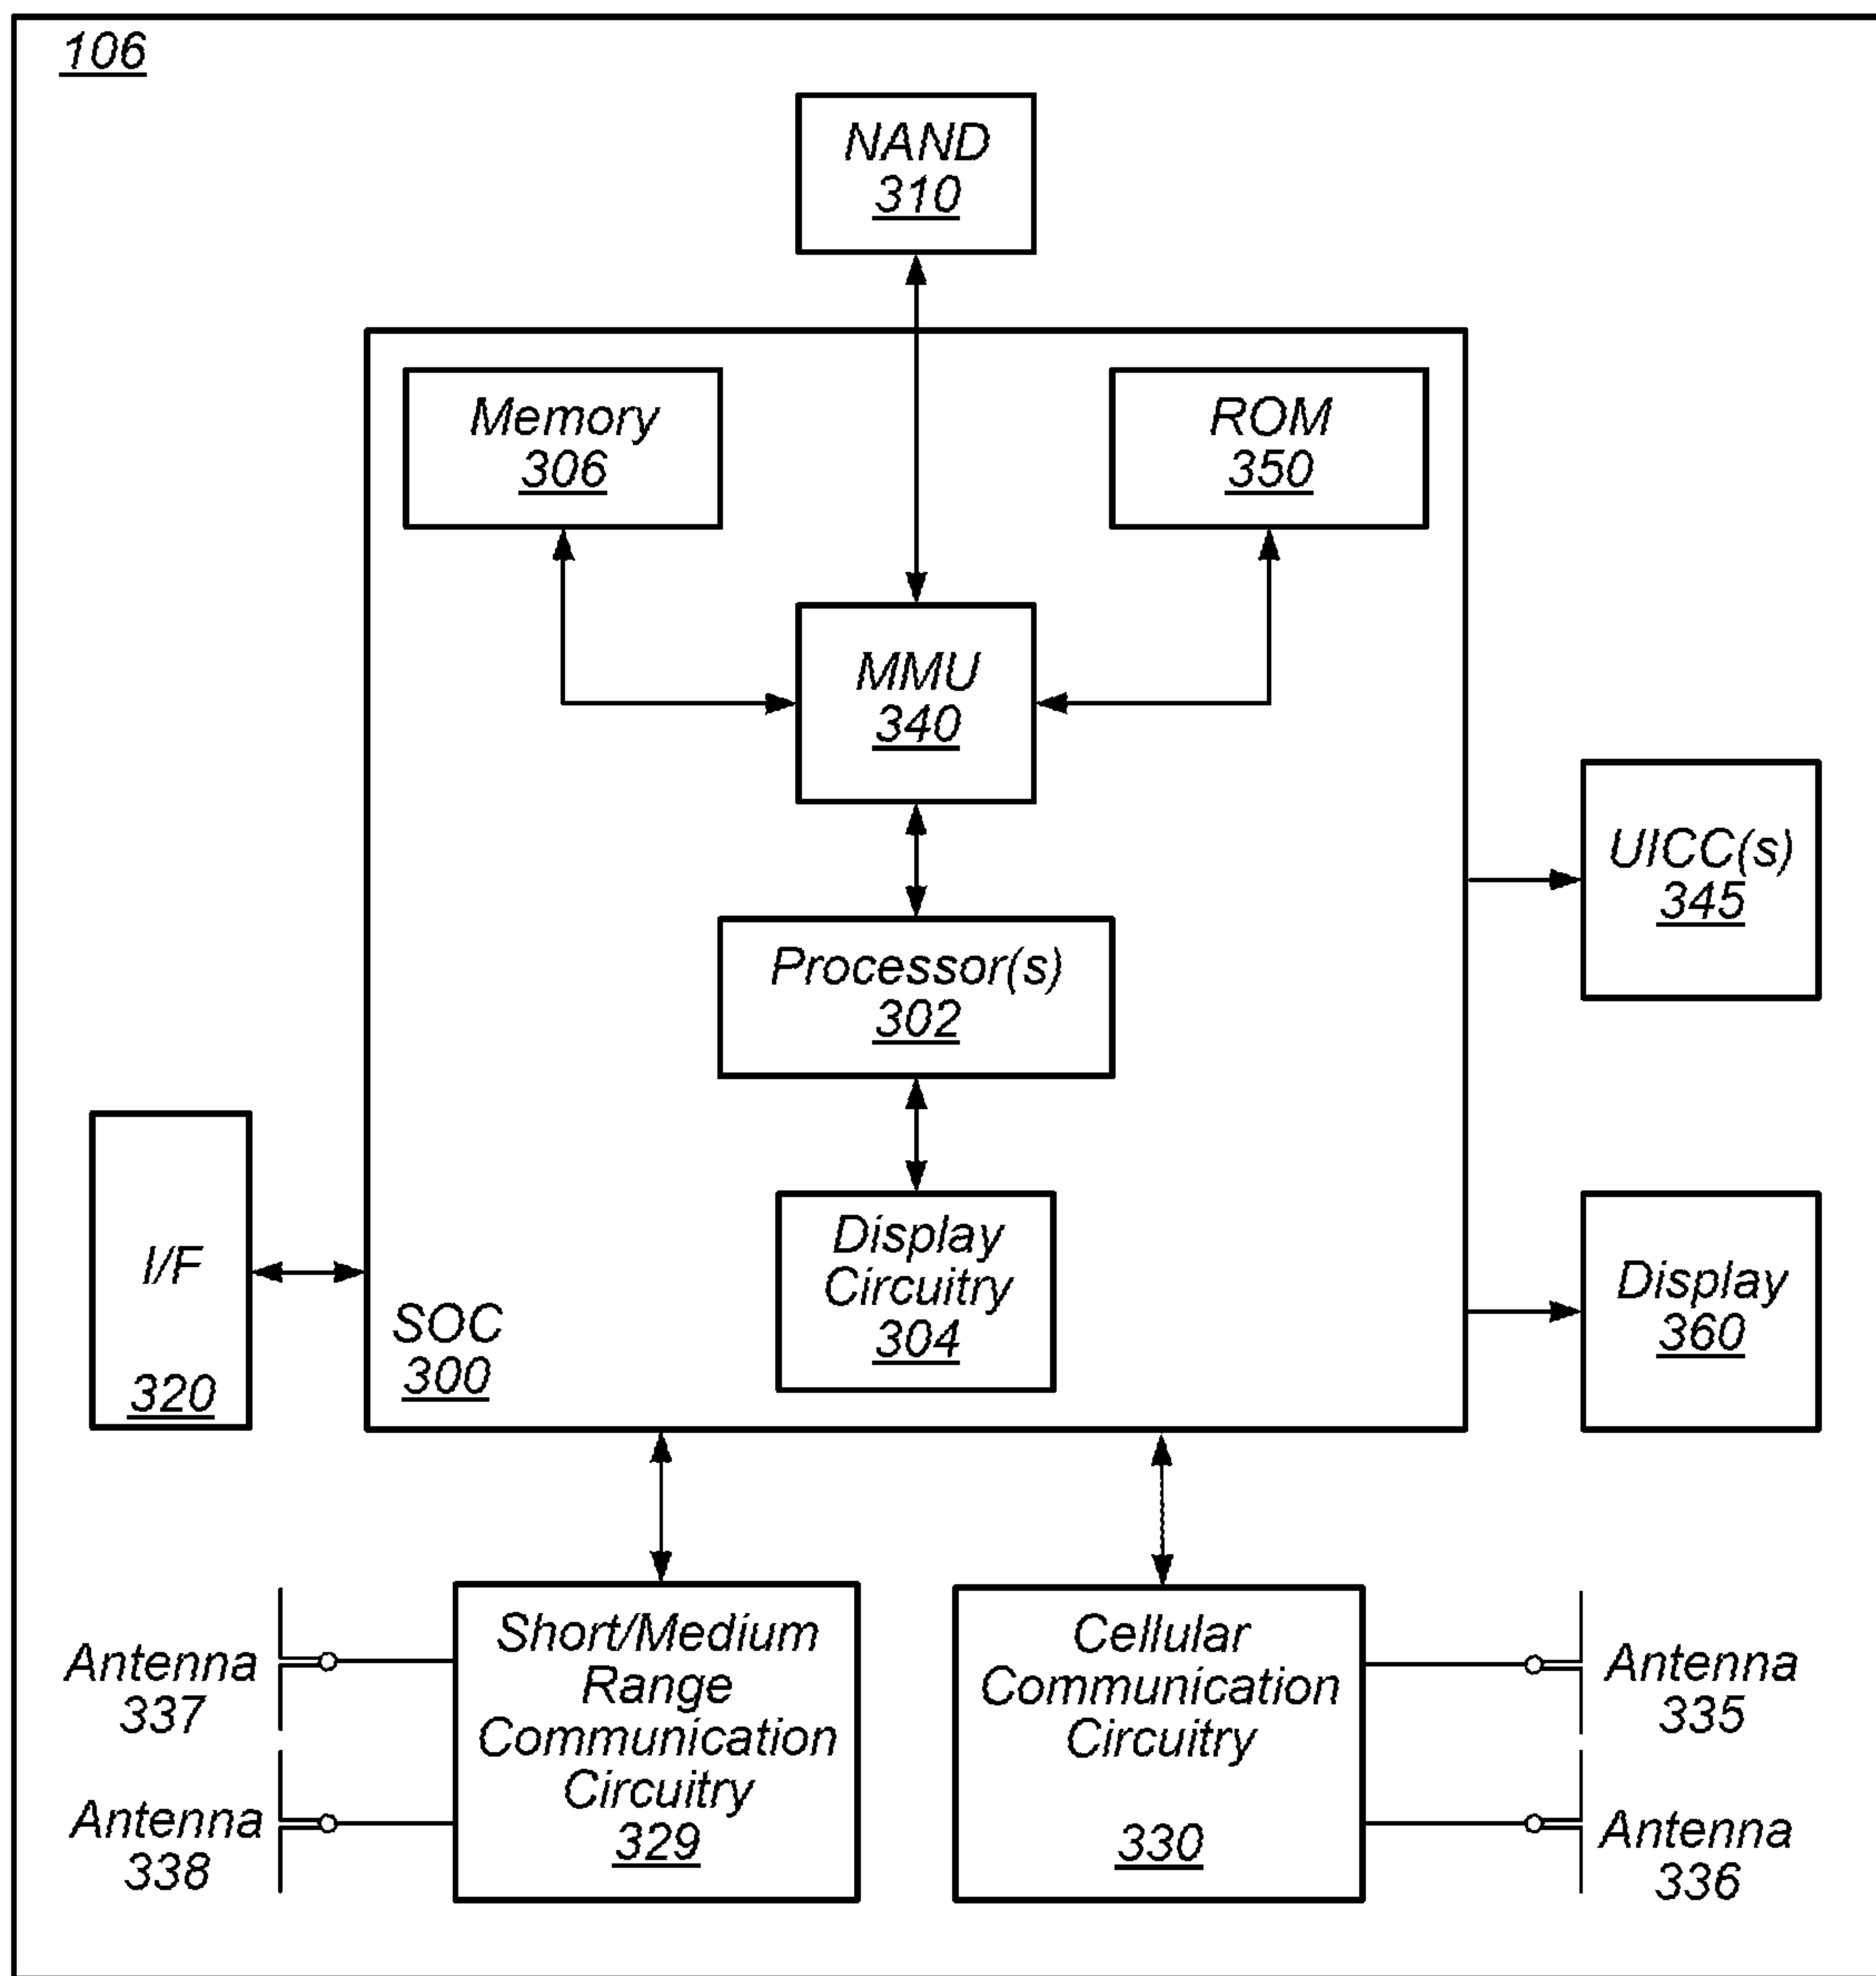 106
NAND
310
Memory
306
ROM
350
MMU
340
UICC(s)
345
Processor(s)
302
I/F
320
Display
Circuitry
304
SOC
300
Display
360
Antenna
337
Antenna
338
Short/Medium
Range
Communication
Circuitry
329
Cellular
Communication
Circuitry
330
Antenna
335
Antenna
336